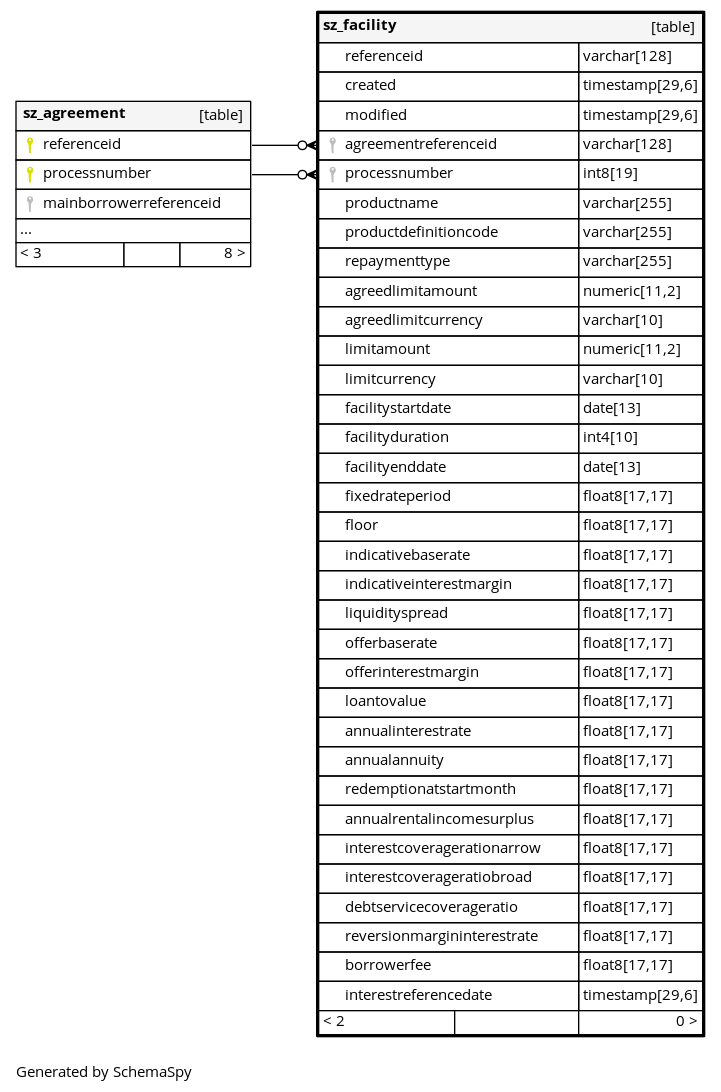 sz_agreement [table]
referenceid
processnumber
mainborrowerreferenceid
...
< 3 8 >
sz_facility [table]
referenceid varchar[128]
created timestamp[29,6]
modified timestamp[29,6]
agreementreferenceid varchar[128]
processnumber int8[19]
productname varchar[255]
productdefinitioncode varchar[255]
repaymenttype varchar[255]
agreedlimitamount numeric[11,2]
agreedlimitcurrency varchar[10]
limitamount numeric[11,2]
limitcurrency varchar[10]
facilitystartdate date[13]
facilityduration int4[10]
facilityenddate date[13]
fixedrateperiod float8[17,17]
floor float8[17,17]
indicativebaserate float8[17,17]
indicativeinterestmargin float8[17,17]
liquidityspread float8[17,17]
offerbaserate float8[17,17]
offerinterestmargin float8[17,17]
loantovalue float8[17,17]
annualinterestrate float8[17,17]
annualannuity float8[17,17]
redemptionatstartmonth float8[17,17]
annualrentalincomesurplus float8[17,17]
interestcoveragerationarrow float8[17,17]
interestcoverageratiobroad float8[17,17]
debtservicecoverageratio float8[17,17]
reversionmargininterestrate float8[17,17]
borrowerfee float8[17,17]
interestreferencedate timestamp[29,6]
< 2 0 >
Generated by SchemaSpy